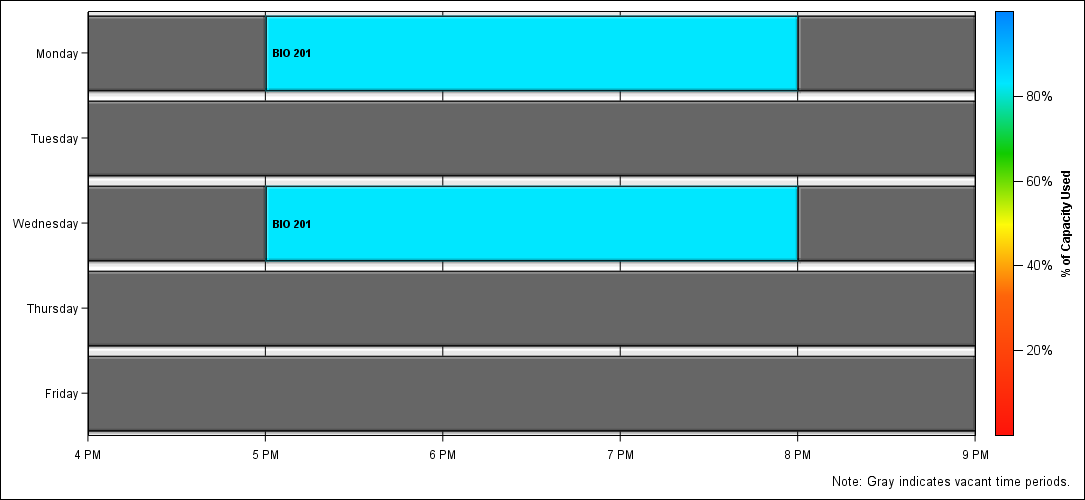 Monday
BIO 201
Tuesday
Wednesday
BIO 201
Thursday
Friday
4 PM 5 PM 6 PM 7 PM 8 PM 9 PM
80%
60%
40%
20%
% of Capacity Used
Note: Gray indicates vacant time periods.